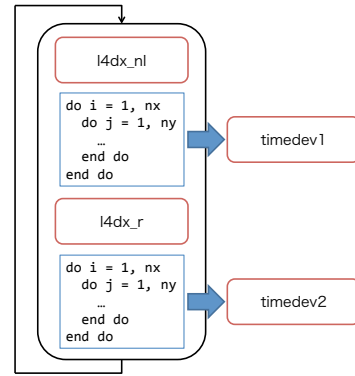 l4dx_nl
do i = 1, nx
  do j = 1, ny
    …
  end do
end do
timedev1
l4dx_r
do i = 1, nx
  do j = 1, ny
    …
  end do
end do
timedev2